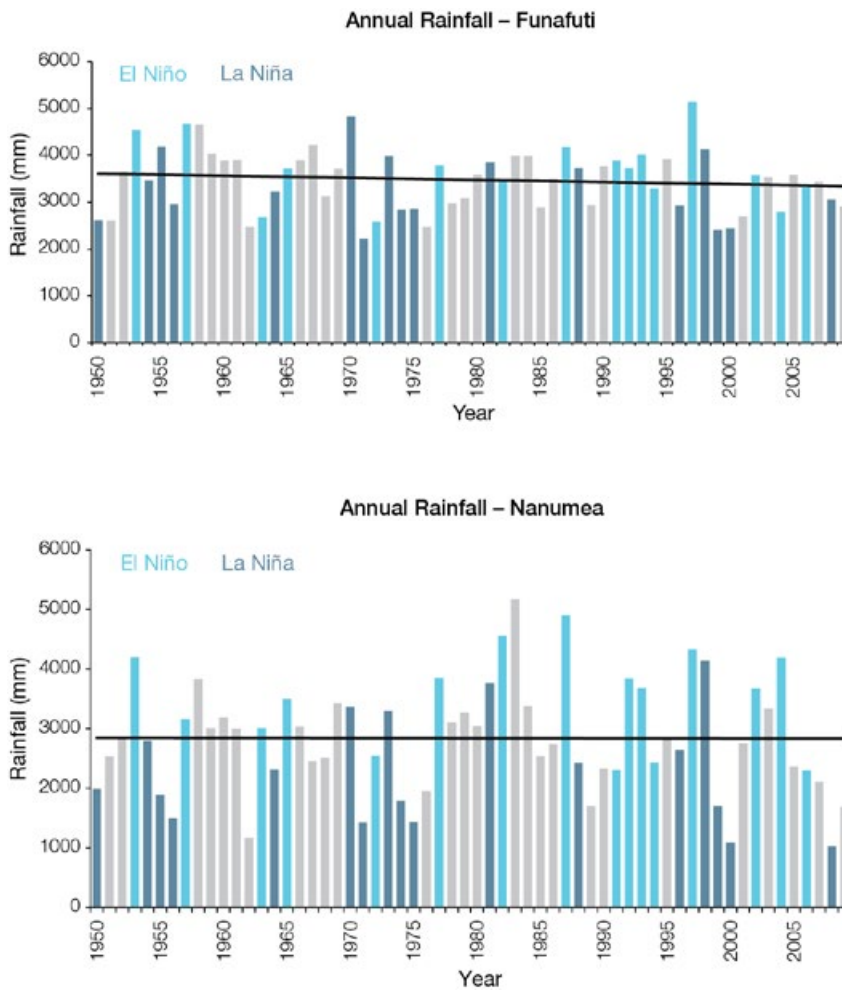 Annual Rainfall – Funafuti
El Niño La Niña
Rainfall (mm)
6000
5000
4000
3000
2000
1000
0
1950 1955 1960 1965 1970 1975 1980 1985 1990 1995 2000 2005
Year
Annual Rainfall – Nanumea
El Niño La Niña
Rainfall (mm)
6000
5000
4000
3000
2000
1000
0
1950 1955 1960 1965 1970 1975 1980 1985 1990 1995 2000 2005
Year